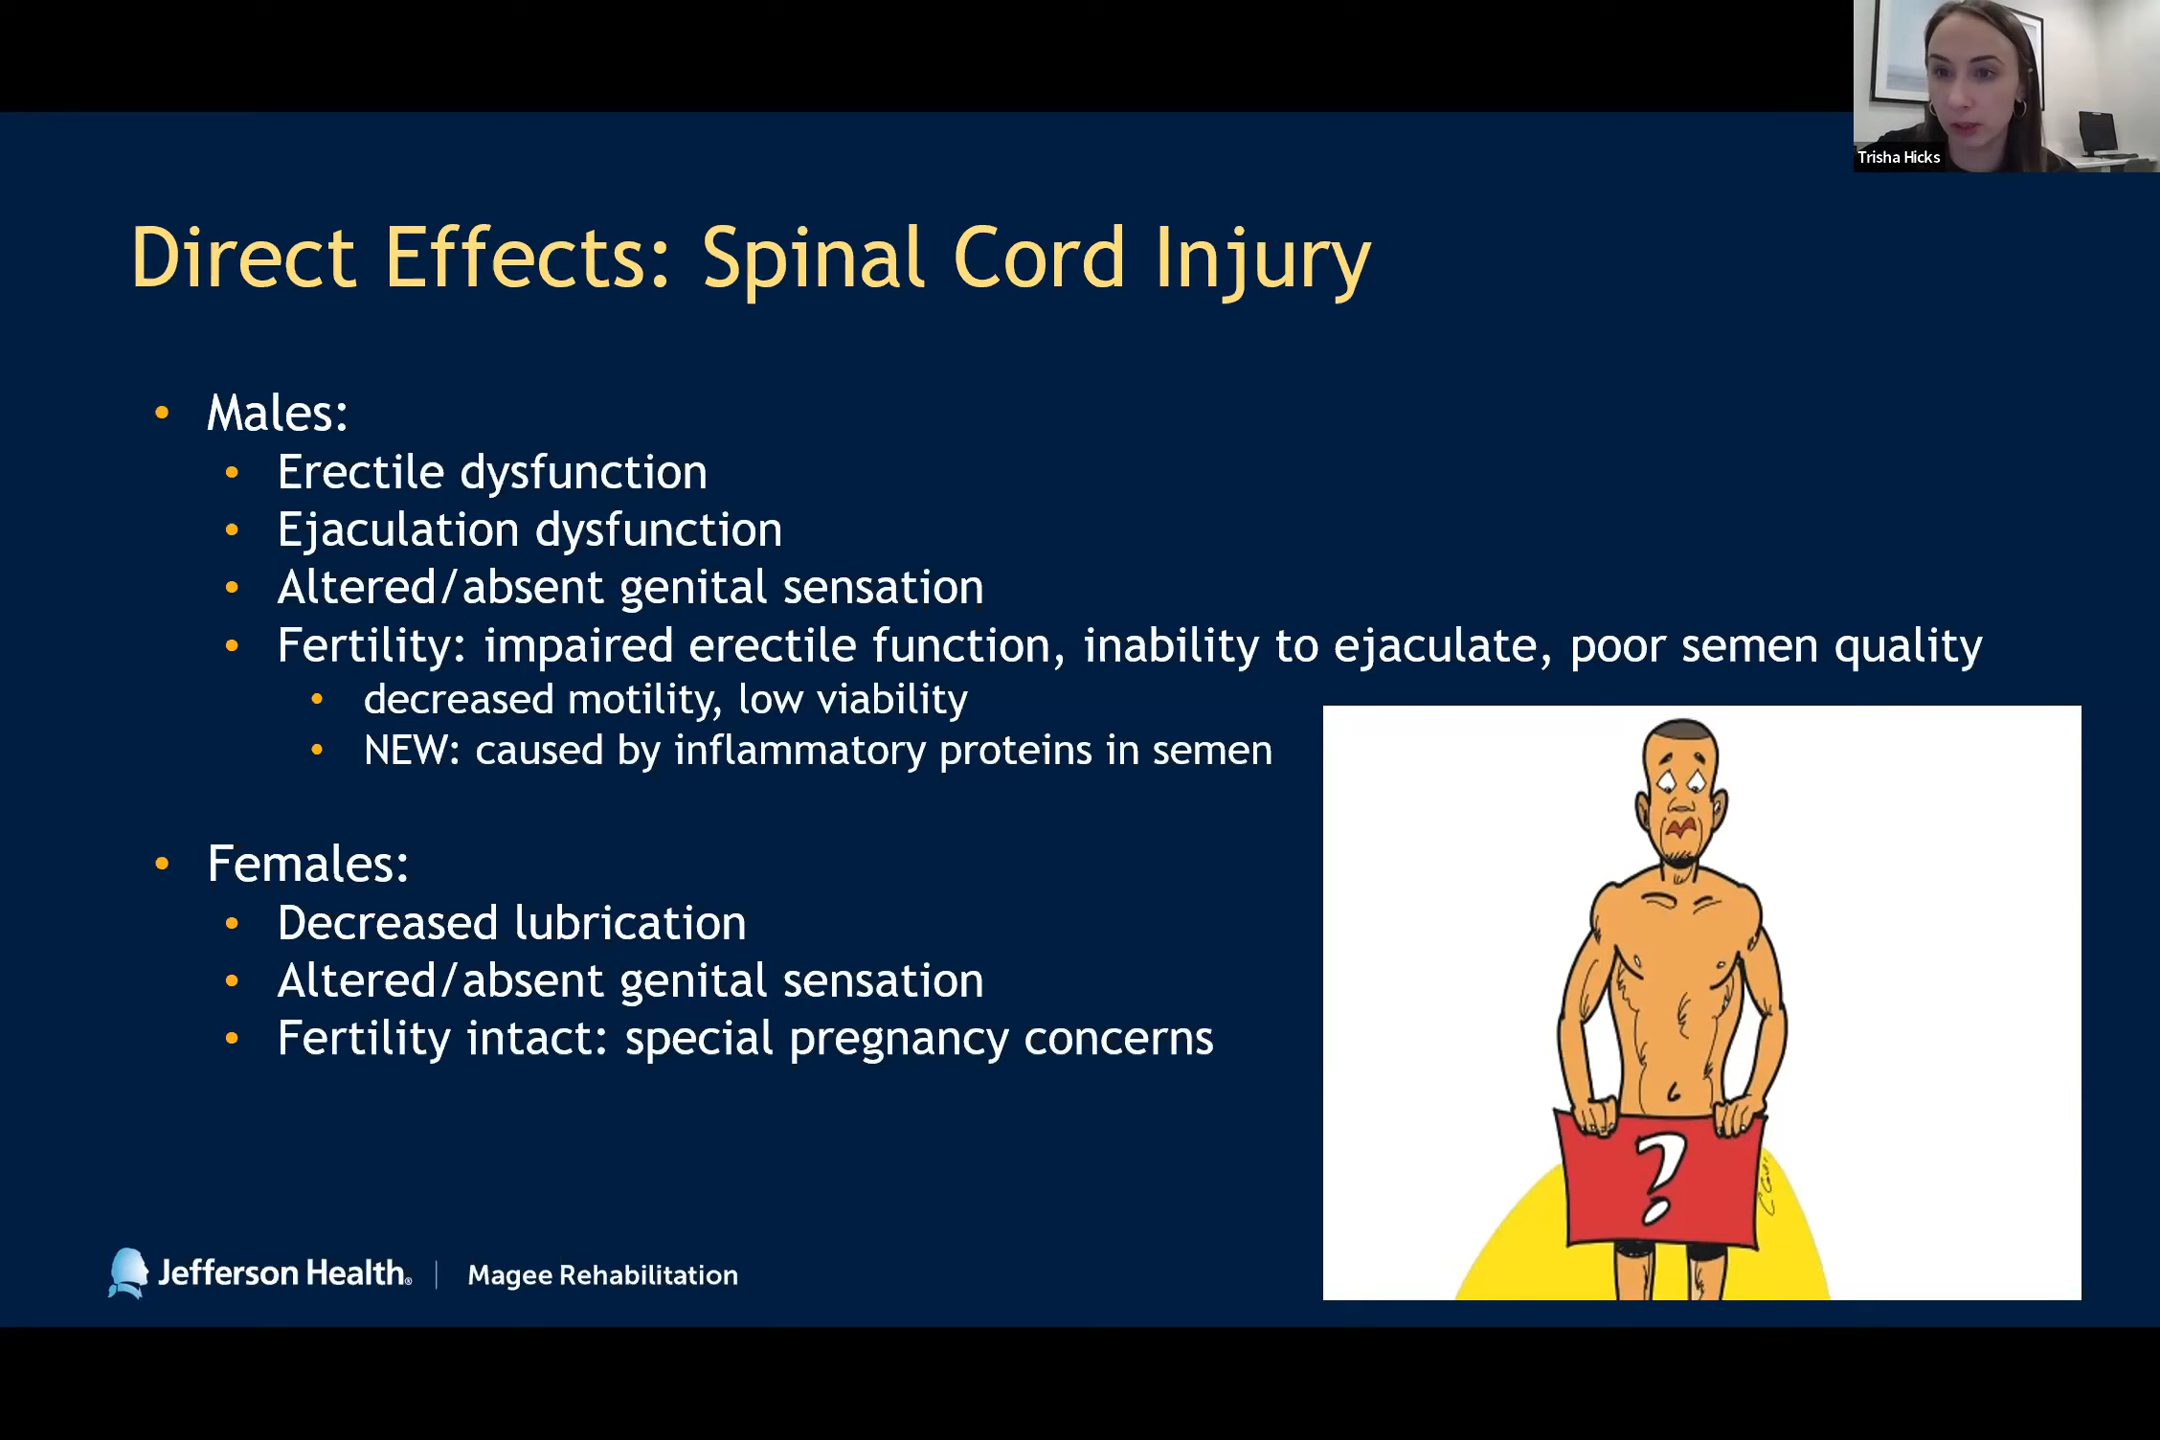 Trisha Hicks
Direct Effects: Spinal Cord Injury
• Males:
• Erectile dysfunction
• Ejaculation dysfunction
• Altered/absent genital sensation
• Fertility: impaired erectile function, inability to ejaculate, poor semen quality
• decreased motility, low viability
• NEW: caused by inflammatory proteins in semen
• Females:
• Decreased lubrication
• Altered/absent genital sensation
• Fertility intact: special pregnancy concerns
?
Jefferson Health® | Magee Rehabilitation